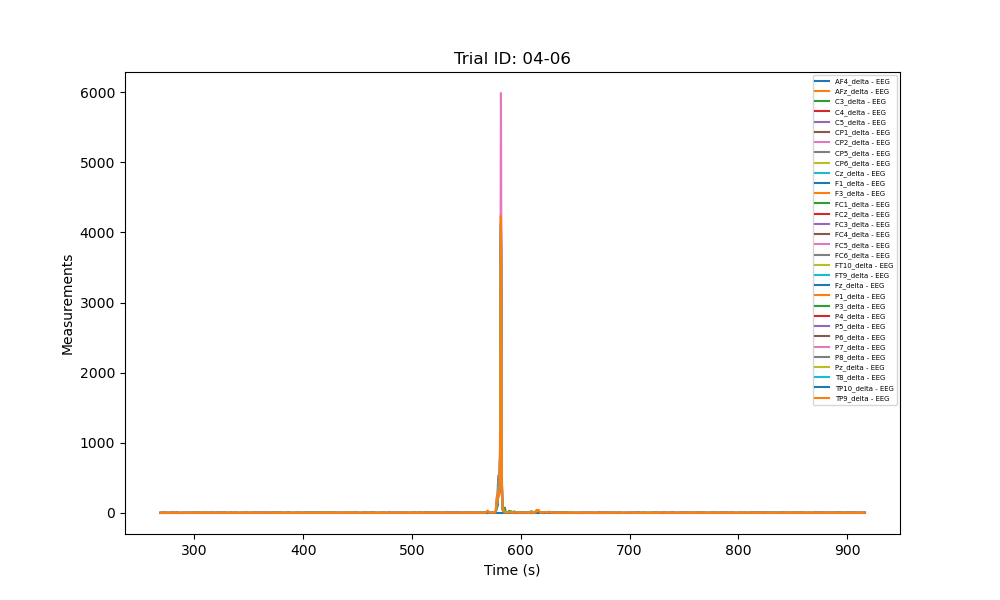 Trial ID: 04-06
Measurements
6000
5000
4000
3000
2000
1000
0
300
400
500
600
700
800
900
Time (s)
AF4_delta - EEG
AFz_delta - EEG
C3_delta - EEG
C4_delta - EEG
C5_delta - EEG
CP1_delta - EEG
CP2_delta - EEG
CP5_delta - EEG
CP6_delta - EEG
Cz_delta - EEG
F1_delta - EEG
F3_delta - EEG
FC1_delta - EEG
FC2_delta - EEG
FC3_delta - EEG
FC4_delta - EEG
FC5_delta - EEG
FC6_delta - EEG
FT10_delta - EEG
FT9_delta - EEG
Fz_delta - EEG
P1_delta - EEG
P3_delta - EEG
P4_delta - EEG
P5_delta - EEG
P6_delta - EEG
P7_delta - EEG
P8_delta - EEG
Pz_delta - EEG
T8_delta - EEG
TP10_delta - EEG
TP9_delta - EEG